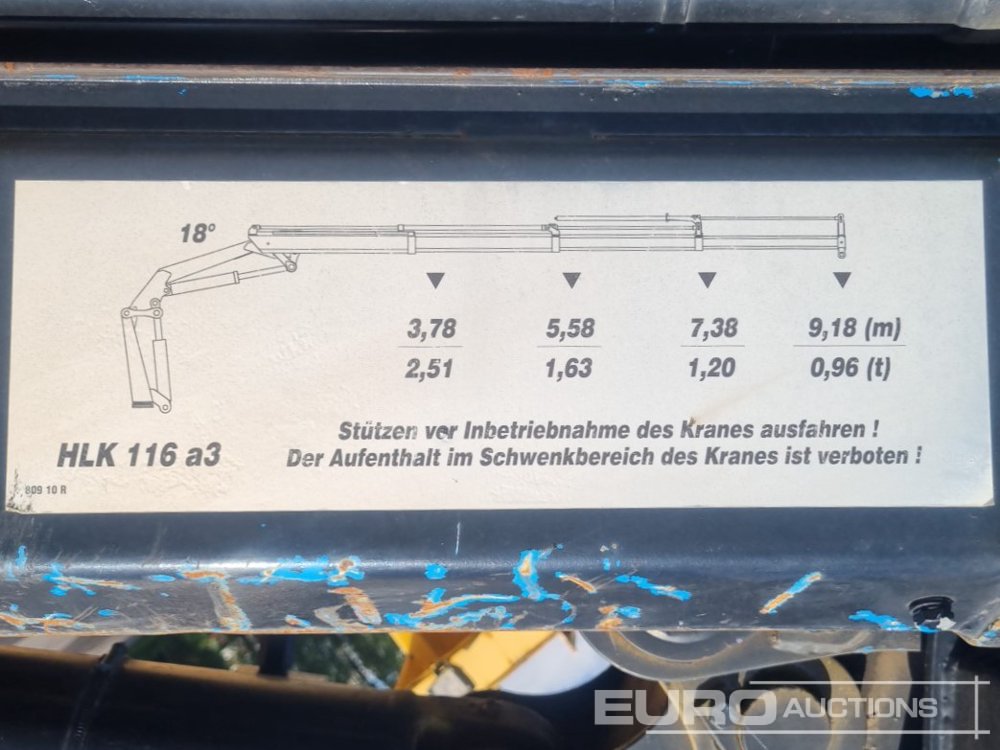 18°
3,78 5,58 7,38 9,18 (m)
2,51 1,63 1,20 0,96 (t)
Stützen vor Inbetriebnahme des Kranes ausfahren !
HLK 116 a3 Der Aufenthalt im Schwenkbereich des Kranes ist verboten !
809 10 R
EURO AUCTIONS